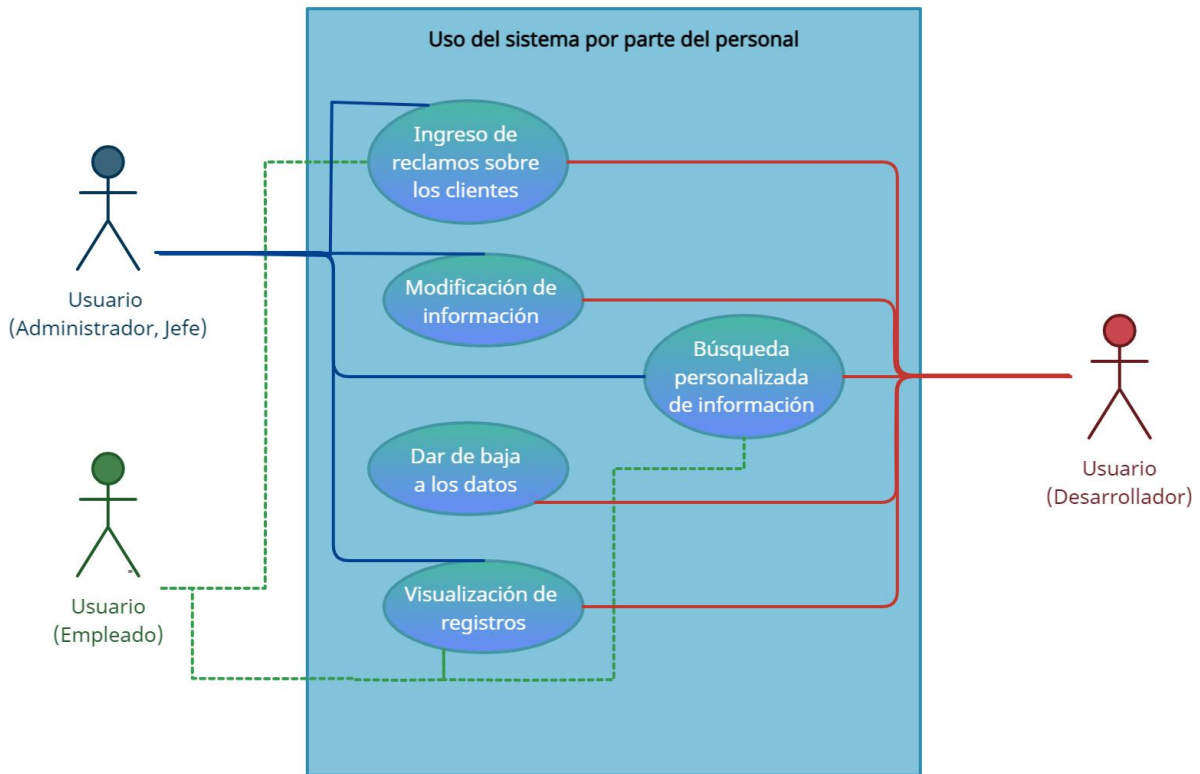 Uso del sistema por parte del personal
Ingreso de
reclamos sobre
los clientes
Usuario
(Administrador, Jefe)
Modificación de
información
Búsqueda
personalizada
de información
Dar de baja
a los datos
Usuario
(Desarrollador)
Usuario
(Empleado)
Visualización de
registros